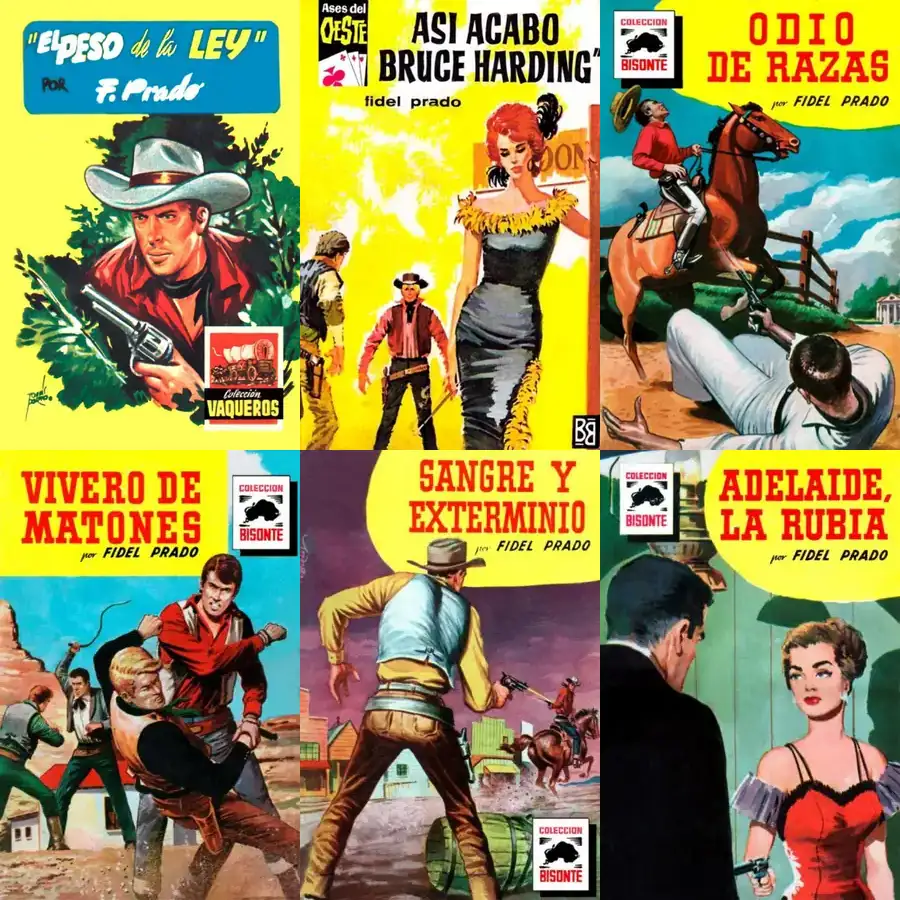 "EL PESO de la LEY"
POR F. Prado
Colección
VAQUEROS
Ases del
OESTE
ASI ACABO
BRUCE HARDING"
fidel prado
OON
BB
COLECCION
BISONTE
ODIO
DE RAZAS
por FIDEL PRADO
VIVERO DE
MATONES
por FIDEL PRADO
COLECCION
BISONTE
SANGRE Y
EXTERMINIO
por FIDEL PRADO
COLECCION
BISONTE
COLECCION
BISONTE
ADELAIDE,
LA RUBIA
por FIDEL PRADO